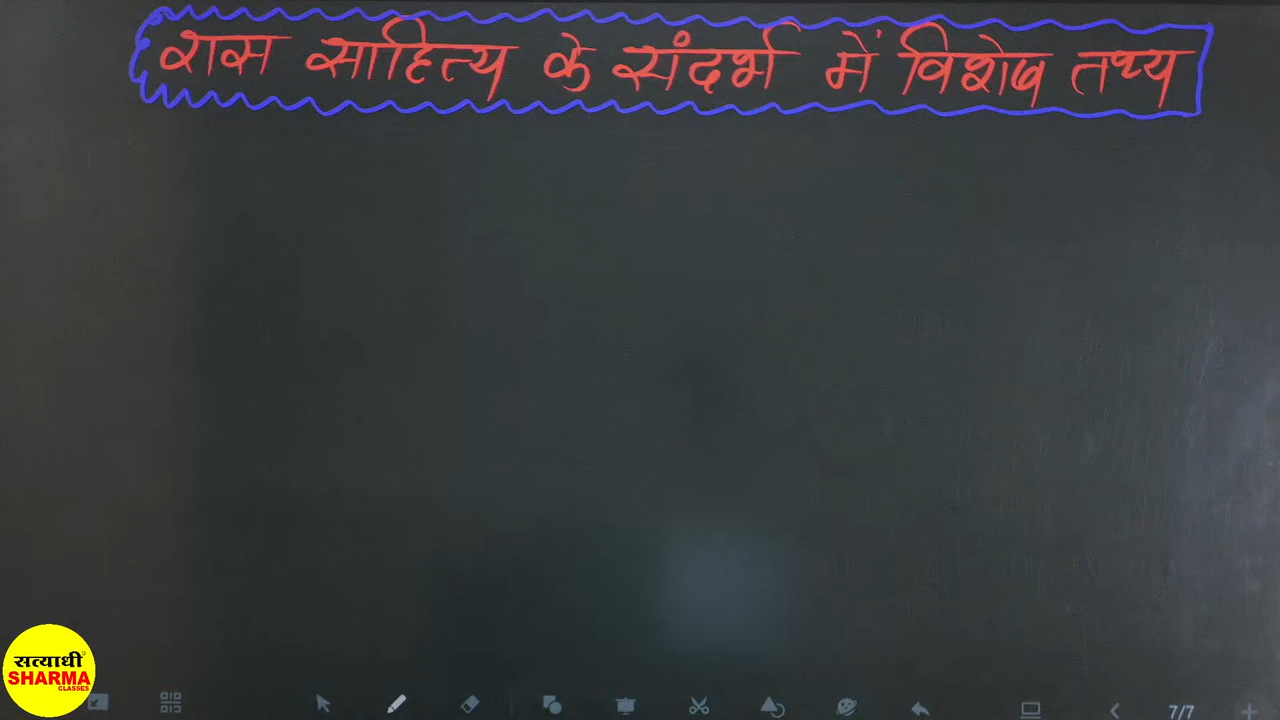 रास साहित्य के संदर्भ में विशेष तथ्य
सत्याधी
SHARMA
CLASSES
7/7